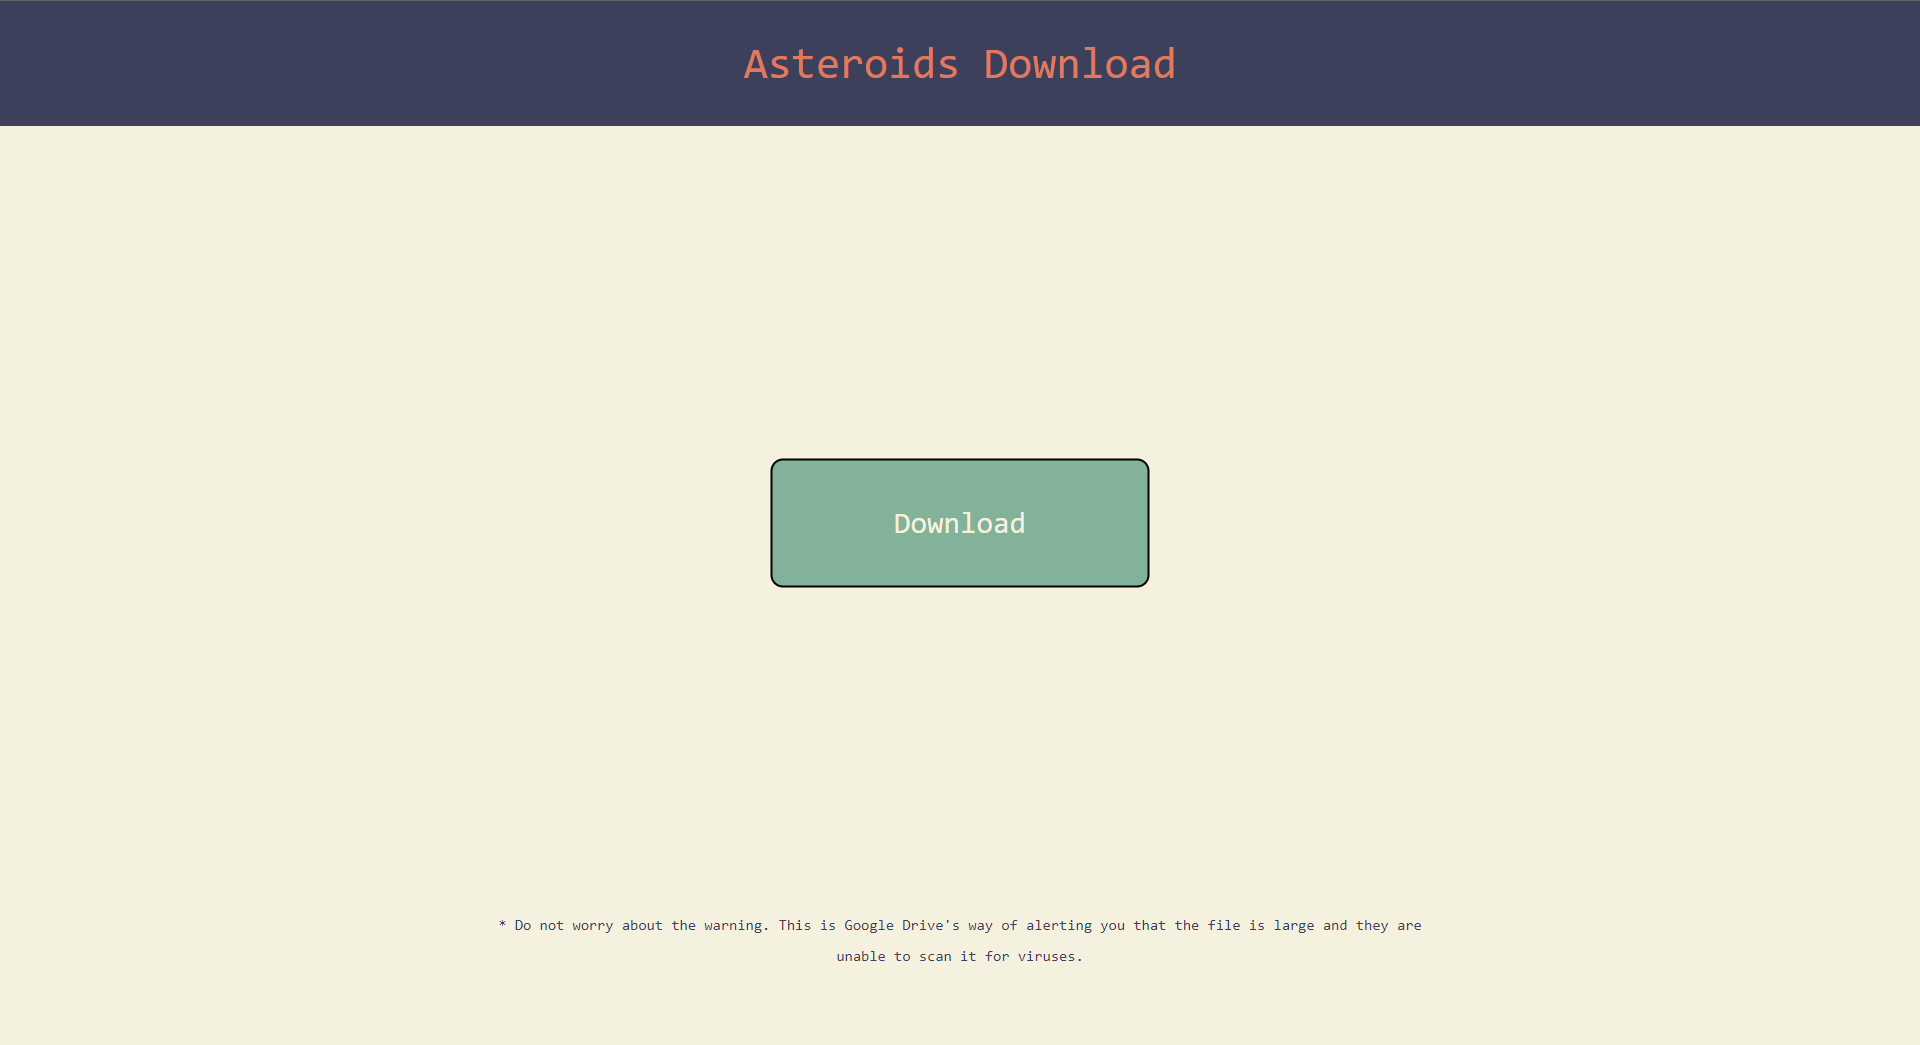 Asteroids Download
Download
* Do not worry about the warning. This is Google Drive's way of alerting you that the file is large and they are
unable to scan it for viruses.